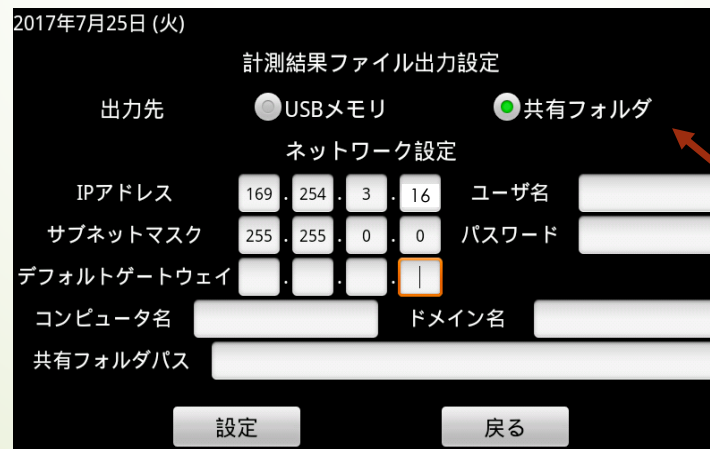 2017年7月25日 (火)
計測結果ファイル出力設定
出力先 USBメモリ 共有フォルダ
ネットワーク設定
IPアドレス 169 . 254 . 3 . 16 ユーザ名
サブネットマスク 255 . 255 . 0 . 0 パスワード
デフォルトゲートウェイ . . .
コンピュータ名 ドメイン名
共有フォルダパス
設定 戻る